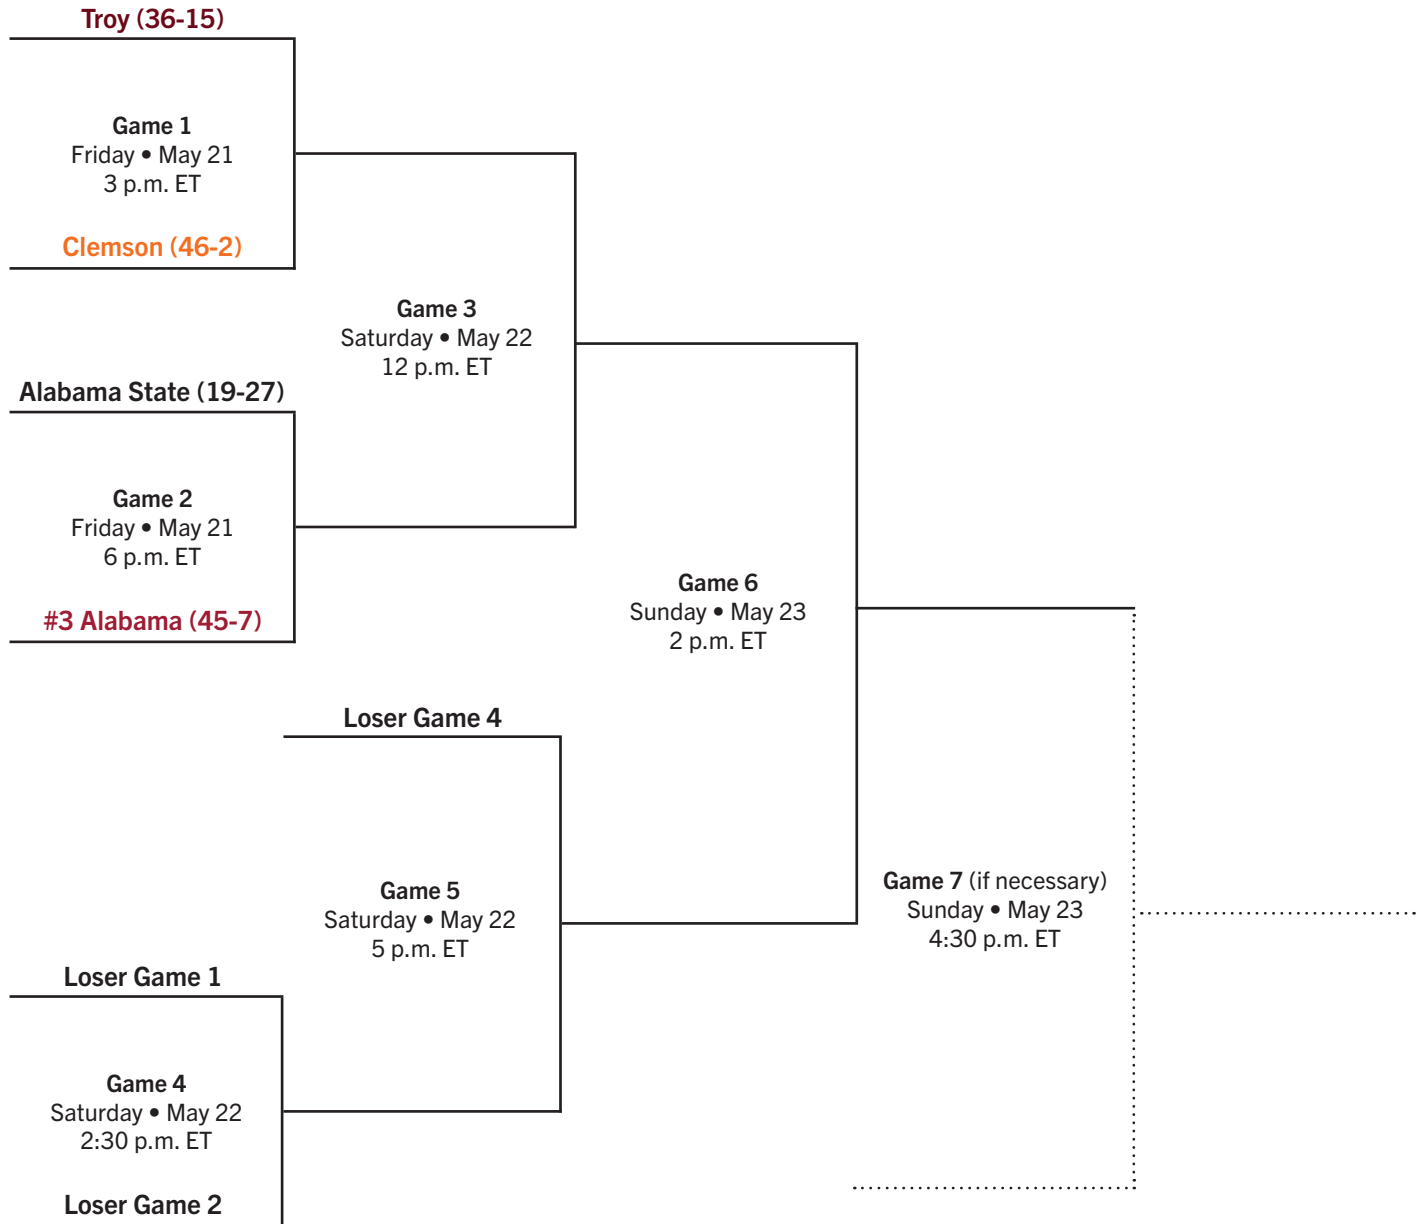 Troy (36-15)
Game 1
Friday • May 21
3 p.m. ET
Clemson (46-2)
Game 3
Saturday • May 22
12 p.m. ET
Alabama State (19-27)
Game 2
Friday • May 21
6 p.m. ET
#3 Alabama (45-7)
Game 6
Sunday • May 23
2 p.m. ET
Loser Game 4
Game 5
Saturday • May 22
5 p.m. ET
Game 7 (if necessary)
Sunday • May 23
4:30 p.m. ET
Loser Game 1
Game 4
Saturday • May 22
2:30 p.m. ET
Loser Game 2